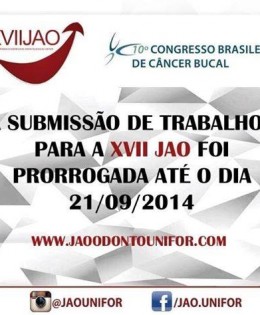 XVIIJAO
10º CONGRESSO BRASILE
DE CÂNCER BUCAL
SUBMISSÃO DE TRABALHO
PARA A XVII JAO FOI
PRORROGADA ATÉ O DIA
21/09/2014
WWW.JAOODONTOUNIFOR.COM
@JAOUNIFOR
f /JAO.UNIFOR